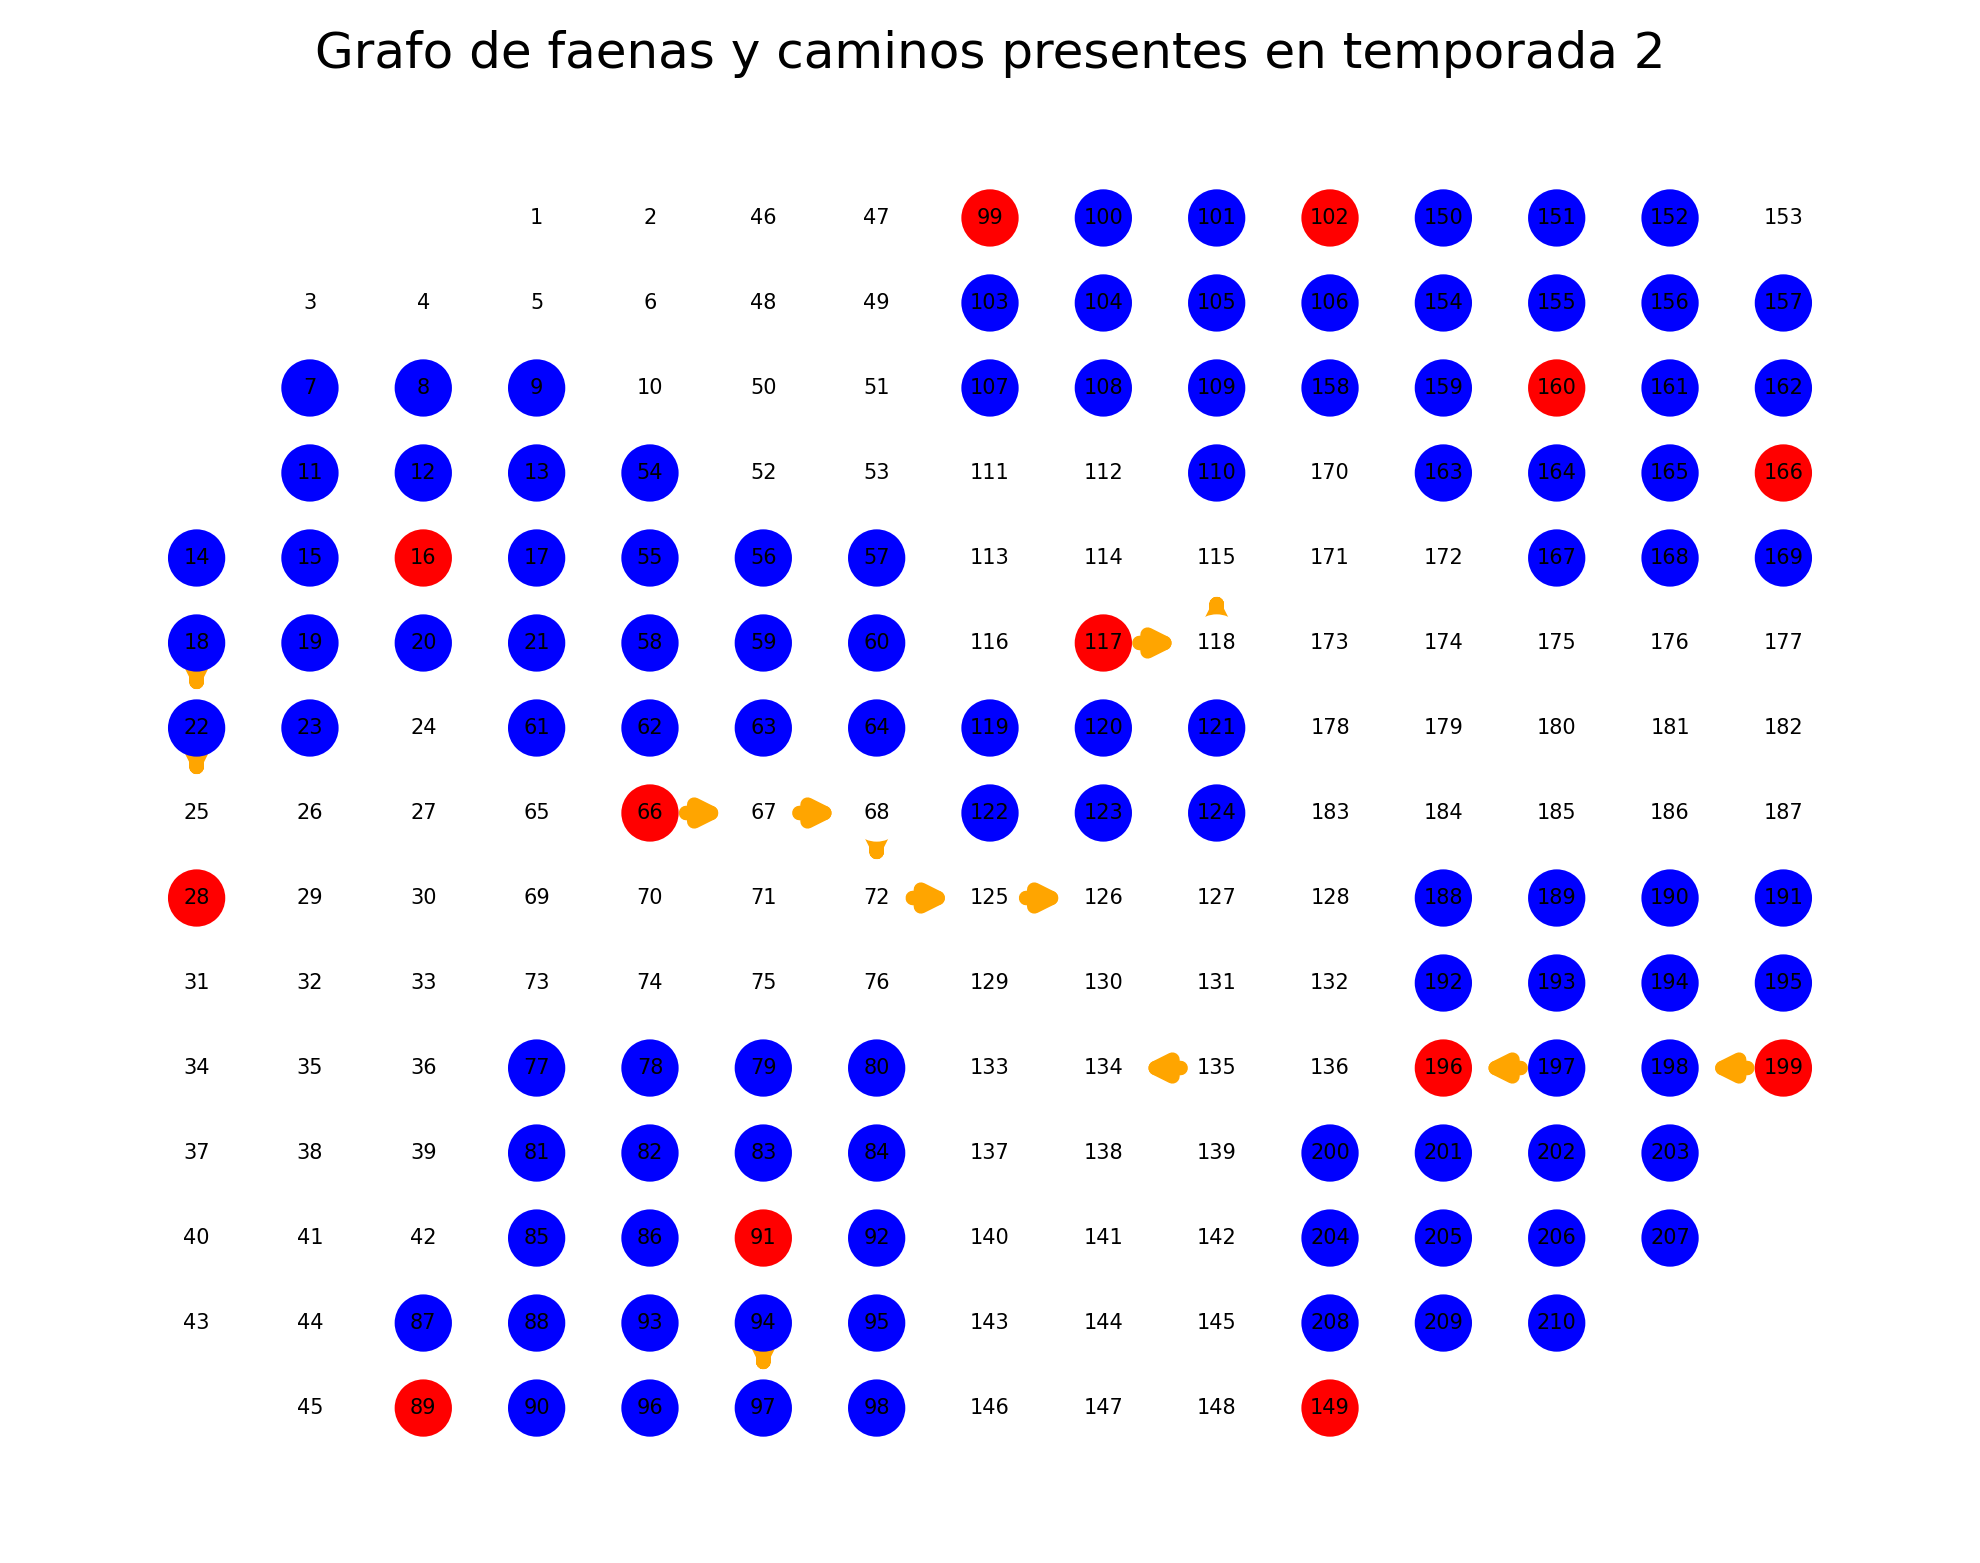 Grafo de faenas y caminos presentes en temporada 2
1 2 46 47 99 100 101 102 150 151 152 153
3 4 5 6 48 49 103 104 105 106 154 155 156 157
7 8 9 10 50 51 107 108 109 158 159 160 161 162
11 12 13 54 52 53 111 112 110 170 163 164 165 166
14 15 16 17 55 56 57 113 114 115 171 172 167 168 169
18 19 20 21 58 59 60 116 117 118 173 174 175 176 177
22 23 24 61 62 63 64 119 120 121 178 179 180 181 182
25 26 27 65 66 67 68 122 123 124 183 184 185 186 187
28 29 30 69 70 71 72 125 126 127 128 188 189 190 191
31 32 33 73 74 75 76 129 130 131 132 192 193 194 195
34 35 36 77 78 79 80 133 134 135 136 196 197 198 199
37 38 39 81 82 83 84 137 138 139 200 201 202 203
40 41 42 85 86 91 92 140 141 142 204 205 206 207
43 44 87 88 93 94 95 143 144 145 208 209 210
45 89 90 96 97 98 146 147 148 149